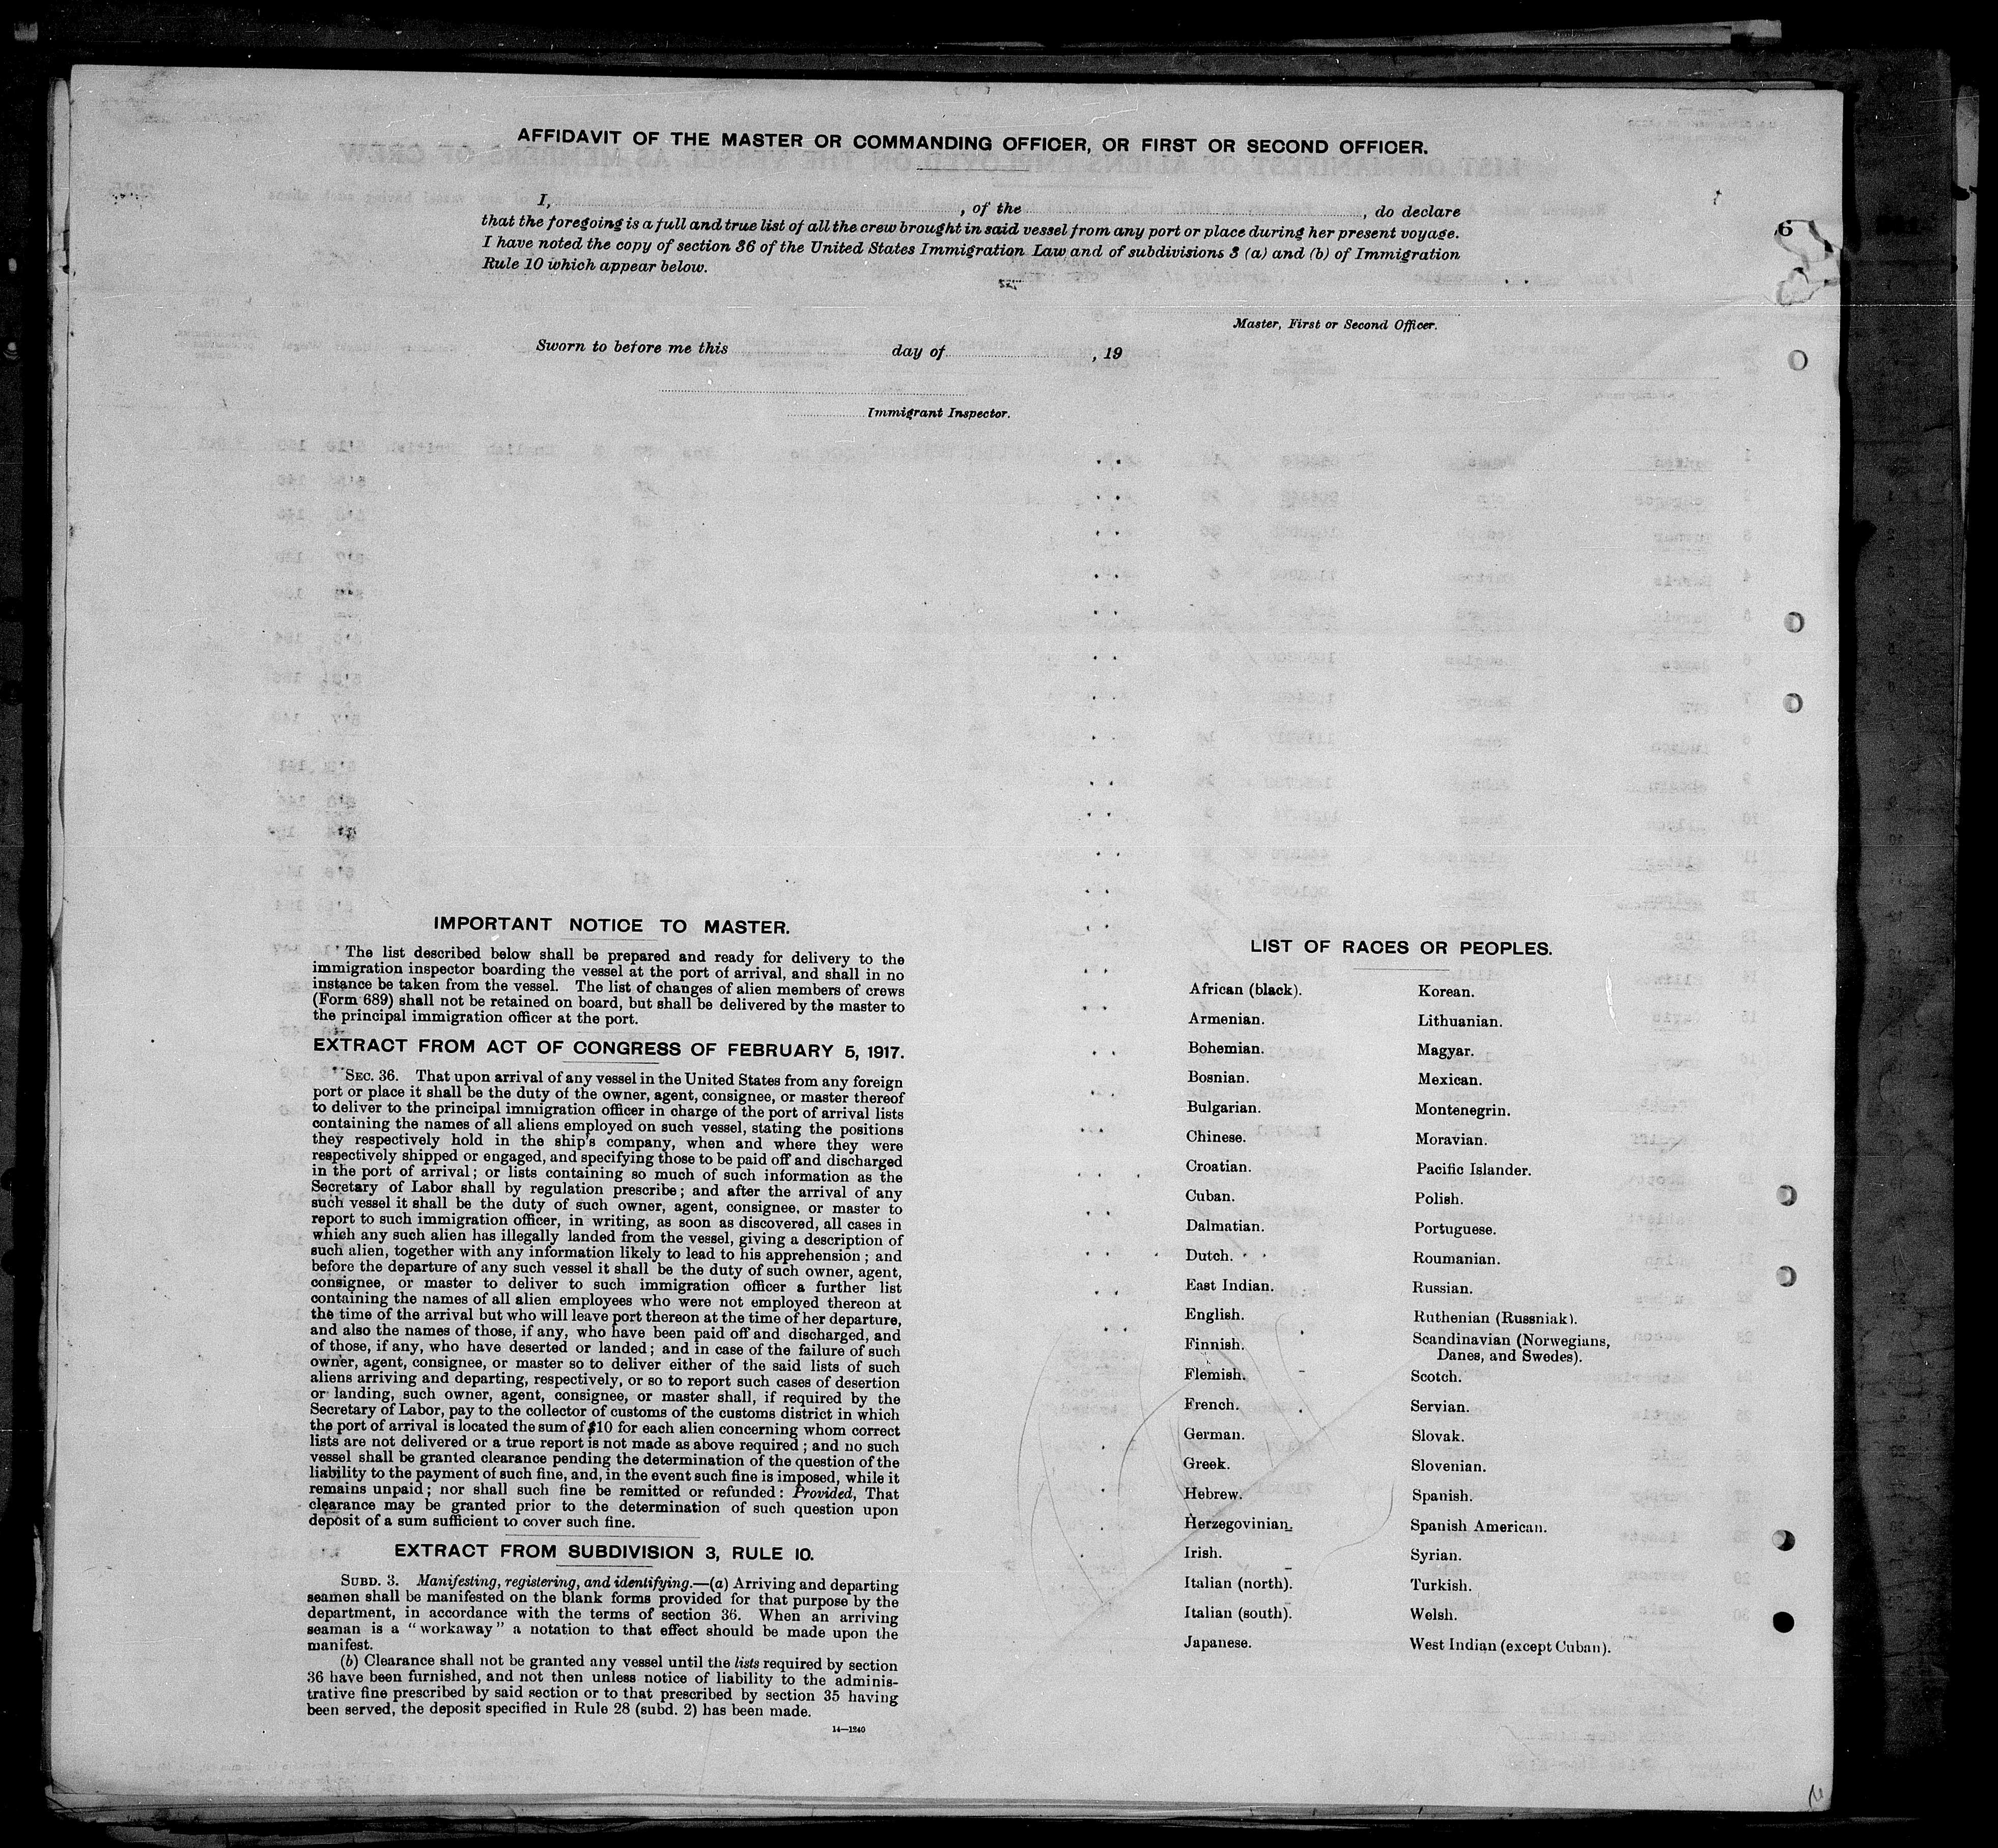 AFFIDAVIT OF THE MASTER OR COMMANDING OFFICER, OR FIRST OR SECOND OFFICER.
I, , of the , do declare
that the foregoing is a full and true list of all the crew brought in said vessel from any port or place during her present voyage.
I have noted the copy of section 36 of the United States Immigration Law and of subdivisions 3 (a) and (b) of Immigration
Rule 10 which appear below.
Master, First or Second Officer.
Sworn to before me this day of , 19
Immigrant Inspector.
6
IMPORTANT NOTICE TO MASTER.
The list described below shall be prepared and ready for delivery to the
immigration inspector boarding the vessel at the port of arrival, and shall in no
instance be taken from the vessel. The list of changes of alien members of crews
(Form 689) shall not be retained on board, but shall be delivered by the master to
the principal immigration officer at the port.
EXTRACT FROM ACT OF CONGRESS OF FEBRUARY 5, 1917.
SEC. 36. That upon arrival of any vessel in the United States from any foreign
port or place it shall be the duty of the owner, agent, consignee, or master thereof
to deliver to the principal immigration officer in charge of the port of arrival lists
containing the names of all aliens employed on such vessel, stating the positions
they respectively hold in the ship's company, when and where they were
respectively shipped or engaged, and specifying those to be paid off and discharged
in the port of arrival; or lists containing so much of such information as the
Secretary of Labor shall by regulation prescribe; and after the arrival of any
such vessel it shall be the duty of such owner, agent, consignee, or master to
report to such immigration officer, in writing, as soon as discovered, all cases in
which any such alien has illegally landed from the vessel, giving a description of
such alien, together with any information likely to lead to his apprehension; and
before the departure of any such vessel it shall be the duty of such owner, agent,
consignee, or master to deliver to such immigration officer a further list
containing the names of all alien employees who were not employed thereon at
the time of the arrival but who will leave port thereon at the time of her departure,
and also the names of those, if any, who have been paid off and discharged, and
of those, if any, who have deserted or landed; and in case of the failure of such
owner, agent, consignee, or master so to deliver either of the said lists of such
aliens arriving and departing, respectively, or so to report such cases of desertion
or landing, such owner, agent, consignee, or master shall, if required by the
Secretary of Labor, pay to the collector of customs of the customs district in which
the port of arrival is located the sum of $10 for each alien concerning whom correct
lists are not delivered or a true report is not made as above required; and no such
vessel shall be granted clearance pending the determination of the question of the
liability to the payment of such fine, and, in the event such fine is imposed, while it
remains unpaid; nor shall such fine be remitted or refunded: Provided, That
clearance may be granted prior to the determination of such question upon
deposit of a sum sufficient to cover such fine.
EXTRACT FROM SUBDIVISION 3, RULE 10.
SUBD. 3. Manifesting, registering, and identifying.—(a) Arriving and departing
seamen shall be manifested on the blank forms provided for that purpose by the
department, in accordance with the terms of section 36. When an arriving
seaman is a "workaway" a notation to that effect should be made upon the
manifest.
(b) Clearance shall not be granted any vessel until the lists required by section
36 have been furnished, and not then unless notice of liability to the adminis-
trative fine prescribed by said section or to that prescribed by section 35 having
been served, the deposit specified in Rule 28 (subd. 2) has been made.
14—1240
LIST OF RACES OR PEOPLES.
African (black).
Armenian.
Bohemian.
Bosnian.
Bulgarian.
Chinese.
Croatian.
Cuban.
Dalmatian.
Dutch.
East Indian.
English.
Finnish.
Flemish.
French.
German.
Greek.
Hebrew.
Herzegovinian.
Irish.
Italian (north).
Italian (south).
Japanese.
Korean.
Lithuanian.
Magyar.
Mexican.
Montenegrin.
Moravian.
Pacific Islander.
Polish.
Portuguese.
Roumanian.
Russian.
Ruthenian (Russniak).
Scandinavian (Norwegians,
Danes, and Swedes).
Scotch.
Servian.
Slovak.
Slovenian.
Spanish.
Spanish American.
Syrian.
Turkish.
Welsh.
West Indian (except Cuban).